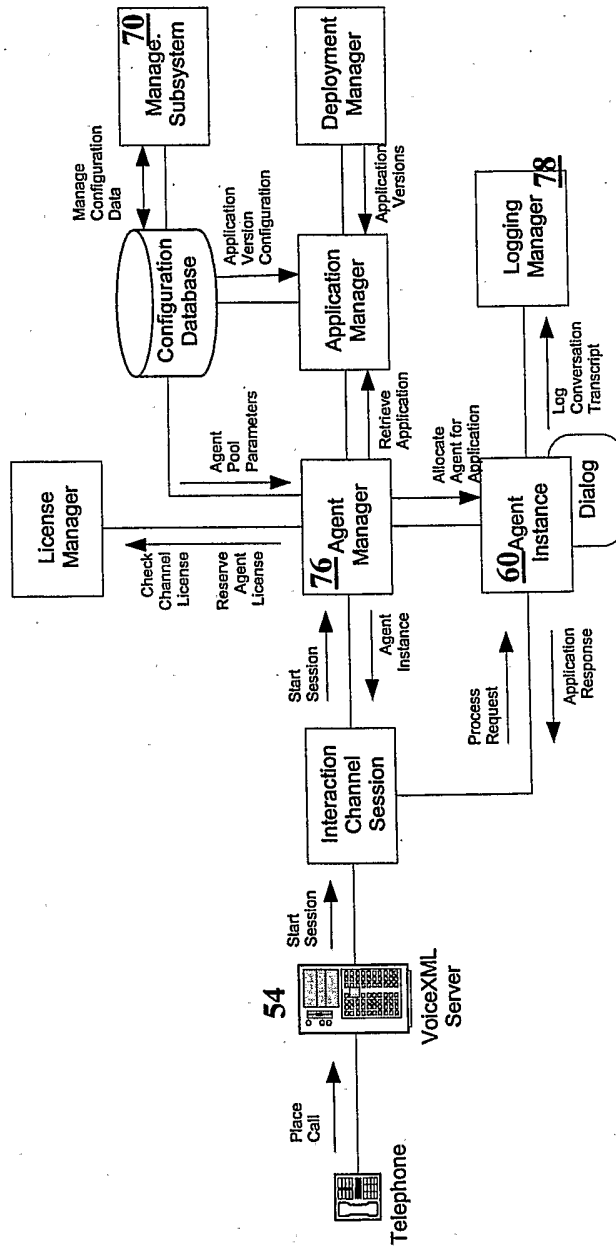 Telephone
Place
Call
54
VoiceXML
Server
Start
Session
Interaction
Channel
Session
Start
Session
Agent
Instance
Process
Request
Application
Response
License
Manager
Check
Channel
License
Reserve
Agent
License
76 Agent
Manager
Agent
Pool
Parameters
Retrieve
Application
Allocate
Agent for
Application
60 Agent
Instance
Dialog
Log
Conversation
Transcript
Logging
Manager 78
Configuration
Database
Manage
Configuration
Data
70
Manage.
Subsystem
Application
Version
Configuration
Application
Manager
Application
Versions
Deployment
Manager